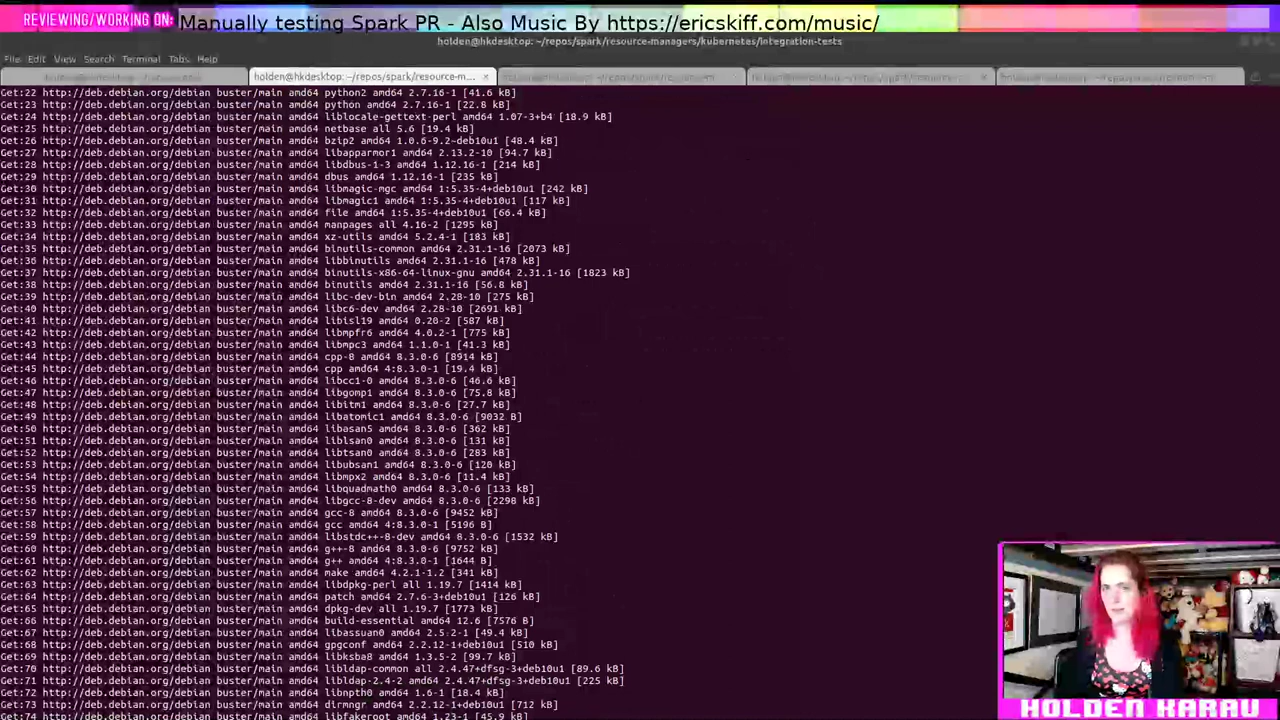 REVIEWING/WORKING ON:
Manually testing Spark PR - Also Music By https://ericskiff.com/music/
holden@hkdesktop: ~/repos/spark/resource-managers/kubernetes/integration-tests
File Edit View Search Terminal Tabs Help
holden@hkdesktop: ~/repos/spark/resource-m... ×
Get:22 http://deb.debian.org/debian buster/main amd64 python2 amd64 2.7.16-1 [41.6 kB]
Get:23 http://deb.debian.org/debian buster/main amd64 python amd64 2.7.16-1 [22.8 kB]
Get:24 http://deb.debian.org/debian buster/main amd64 liblocale-gettext-perl amd64 1.07-3+b4 [18.9 kB]
Get:25 http://deb.debian.org/debian buster/main amd64 netbase all 5.6 [19.4 kB]
Get:26 http://deb.debian.org/debian buster/main amd64 bzip2 amd64 1.0.6-9.2~deb10u1 [48.4 kB]
Get:27 http://deb.debian.org/debian buster/main amd64 libapparmor1 amd64 2.13.2-10 [94.7 kB]
Get:28 http://deb.debian.org/debian buster/main amd64 libdbus-1-3 amd64 1.12.16-1 [214 kB]
Get:29 http://deb.debian.org/debian buster/main amd64 dbus amd64 1.12.16-1 [235 kB]
Get:30 http://deb.debian.org/debian buster/main amd64 libmagic-mgc amd64 1:5.35-4+deb10u1 [242 kB]
Get:31 http://deb.debian.org/debian buster/main amd64 libmagic1 amd64 1:5.35-4+deb10u1 [117 kB]
Get:32 http://deb.debian.org/debian buster/main amd64 file amd64 1:5.35-4+deb10u1 [66.4 kB]
Get:33 http://deb.debian.org/debian buster/main amd64 manpages all 4.16-2 [1295 kB]
Get:34 http://deb.debian.org/debian buster/main amd64 xz-utils amd64 5.2.4-1 [183 kB]
Get:35 http://deb.debian.org/debian buster/main amd64 binutils-common amd64 2.31.1-16 [2073 kB]
Get:36 http://deb.debian.org/debian buster/main amd64 libbinutils amd64 2.31.1-16 [478 kB]
Get:37 http://deb.debian.org/debian buster/main amd64 binutils-x86-64-linux-gnu amd64 2.31.1-16 [1823 kB]
Get:38 http://deb.debian.org/debian buster/main amd64 binutils amd64 2.31.1-16 [56.8 kB]
Get:39 http://deb.debian.org/debian buster/main amd64 libc-dev-bin amd64 2.28-10 [275 kB]
Get:40 http://deb.debian.org/debian buster/main amd64 libc6-dev amd64 2.28-10 [2691 kB]
Get:41 http://deb.debian.org/debian buster/main amd64 libisl19 amd64 0.20-2 [587 kB]
Get:42 http://deb.debian.org/debian buster/main amd64 libmpfr6 amd64 4.0.2-1 [775 kB]
Get:43 http://deb.debian.org/debian buster/main amd64 libmpc3 amd64 1.1.0-1 [41.3 kB]
Get:44 http://deb.debian.org/debian buster/main amd64 cpp-8 amd64 8.3.0-6 [8914 kB]
Get:45 http://deb.debian.org/debian buster/main amd64 cpp amd64 4:8.3.0-1 [19.4 kB]
Get:46 http://deb.debian.org/debian buster/main amd64 libcc1-0 amd64 8.3.0-6 [46.6 kB]
Get:47 http://deb.debian.org/debian buster/main amd64 libgomp1 amd64 8.3.0-6 [75.8 kB]
Get:48 http://deb.debian.org/debian buster/main amd64 libitm1 amd64 8.3.0-6 [27.7 kB]
Get:49 http://deb.debian.org/debian buster/main amd64 libatomic1 amd64 8.3.0-6 [9032 B]
Get:50 http://deb.debian.org/debian buster/main amd64 libasan5 amd64 8.3.0-6 [362 kB]
Get:51 http://deb.debian.org/debian buster/main amd64 liblsan0 amd64 8.3.0-6 [131 kB]
Get:52 http://deb.debian.org/debian buster/main amd64 libtsan0 amd64 8.3.0-6 [283 kB]
Get:53 http://deb.debian.org/debian buster/main amd64 libubsan1 amd64 8.3.0-6 [120 kB]
Get:54 http://deb.debian.org/debian buster/main amd64 libmpx2 amd64 8.3.0-6 [11.4 kB]
Get:55 http://deb.debian.org/debian buster/main amd64 libquadmath0 amd64 8.3.0-6 [133 kB]
Get:56 http://deb.debian.org/debian buster/main amd64 libgcc-8-dev amd64 8.3.0-6 [2298 kB]
Get:57 http://deb.debian.org/debian buster/main amd64 gcc-8 amd64 8.3.0-6 [9452 kB]
Get:58 http://deb.debian.org/debian buster/main amd64 gcc amd64 4:8.3.0-1 [5196 B]
Get:59 http://deb.debian.org/debian buster/main amd64 libstdc++-8-dev amd64 8.3.0-6 [1532 kB]
Get:60 http://deb.debian.org/debian buster/main amd64 g++-8 amd64 8.3.0-6 [9752 kB]
Get:61 http://deb.debian.org/debian buster/main amd64 g++ amd64 4:8.3.0-1 [1644 B]
Get:62 http://deb.debian.org/debian buster/main amd64 make amd64 4.2.1-1.2 [341 kB]
Get:63 http://deb.debian.org/debian buster/main amd64 libdpkg-perl all 1.19.7 [1414 kB]
Get:64 http://deb.debian.org/debian buster/main amd64 patch amd64 2.7.6-3+deb10u1 [126 kB]
Get:65 http://deb.debian.org/debian buster/main amd64 dpkg-dev all 1.19.7 [1773 kB]
Get:66 http://deb.debian.org/debian buster/main amd64 build-essential amd64 12.6 [7576 B]
Get:67 http://deb.debian.org/debian buster/main amd64 libassuan0 amd64 2.5.2-1 [49.4 kB]
Get:68 http://deb.debian.org/debian buster/main amd64 gpgconf amd64 2.2.12-1+deb10u1 [510 kB]
Get:69 http://deb.debian.org/debian buster/main amd64 libksba8 amd64 1.3.5-2 [99.7 kB]
Get:70 http://deb.debian.org/debian buster/main amd64 libldap-common all 2.4.47+dfsg-3+deb10u1 [89.6 kB]
Get:71 http://deb.debian.org/debian buster/main amd64 libldap-2.4-2 amd64 2.4.47+dfsg-3+deb10u1 [225 kB]
Get:72 http://deb.debian.org/debian buster/main amd64 libnpth0 amd64 1.6-1 [18.4 kB]
Get:73 http://deb.debian.org/debian buster/main amd64 dirmngr amd64 2.2.12-1+deb10u1 [712 kB]
Get:74 http://deb.debian.org/debian buster/main amd64 libfakeroot amd64 1.23-1 [45.9 kB]
HOLDEN KARAU